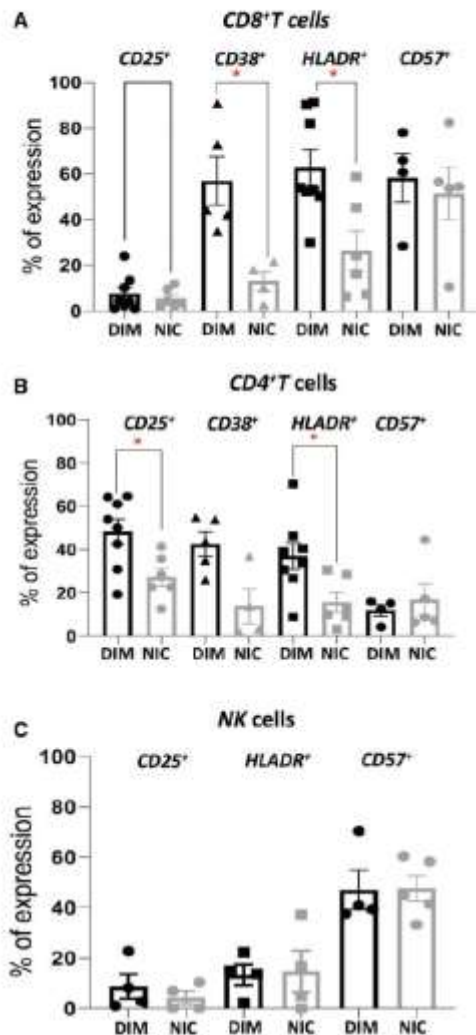 A
CD8⁺T cells
CD25⁺ CD38⁺ HLADR⁺ CD57⁺
* *
% of expression
100
80
60
40
20
0
DIM NIC DIM NIC DIM NIC DIM NIC
B
CD4⁺T cells
CD25⁺ CD38⁺ HLADR⁺ CD57⁺
* *
% of expression
100
80
60
40
20
0
DIM NIC DIM NIC DIM NIC DIM NIC
C
NK cells
CD25⁺ HLADR⁺ CD57⁺
% of expression
100
80
60
40
20
0
DIM NIC DIM NIC DIM NIC